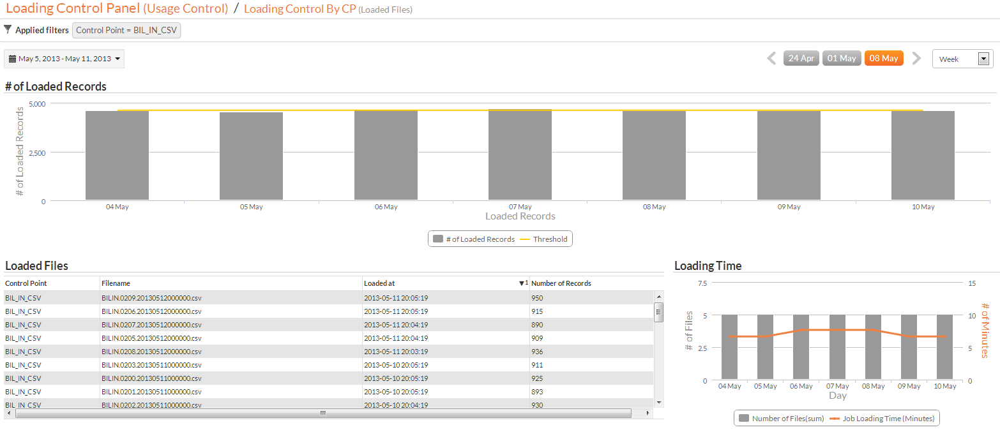 Loading Control Panel (Usage Control) / Loading Control By CP (Loaded Files)
Applied filters Control Point = BIL_IN_CSV
May 5, 2013 - May 11, 2013 24 Apr 01 May 08 May Week
# of Loaded Records
# of Loaded Records
5,000
2,500
0
04 May 05 May 06 May 07 May 08 May 09 May 10 May
Loaded Records
# of Loaded Records Threshold
Loaded Files
Control Point Filename Loaded at 1 Number of Records
BIL_IN_CSV BILIN.0209.20130512000000.csv 2013-05-11 20:05:19 950
BIL_IN_CSV BILIN.0206.20130512000000.csv 2013-05-11 20:05:19 915
BIL_IN_CSV BILIN.0207.20130512000000.csv 2013-05-11 20:04:19 890
BIL_IN_CSV BILIN.0205.20130512000000.csv 2013-05-11 20:04:19 909
BIL_IN_CSV BILIN.0208.20130512000000.csv 2013-05-11 20:03:19 936
BIL_IN_CSV BILIN.0203.20130511000000.csv 2013-05-10 20:05:19 911
BIL_IN_CSV BILIN.0200.20130511000000.csv 2013-05-10 20:05:19 925
BIL_IN_CSV BILIN.0201.20130511000000.csv 2013-05-10 20:05:19 893
BIL_IN_CSV BILIN.0202.20130511000000.csv 2013-05-10 20:04:19 930
Loading Time
# of Files
7.5
5
2.5
0
15
10
5
0
# of Minutes
04 May 05 May 06 May 07 May 08 May 09 May 10 May
Day
Number of Files(sum) Job Loading Time (Minutes)